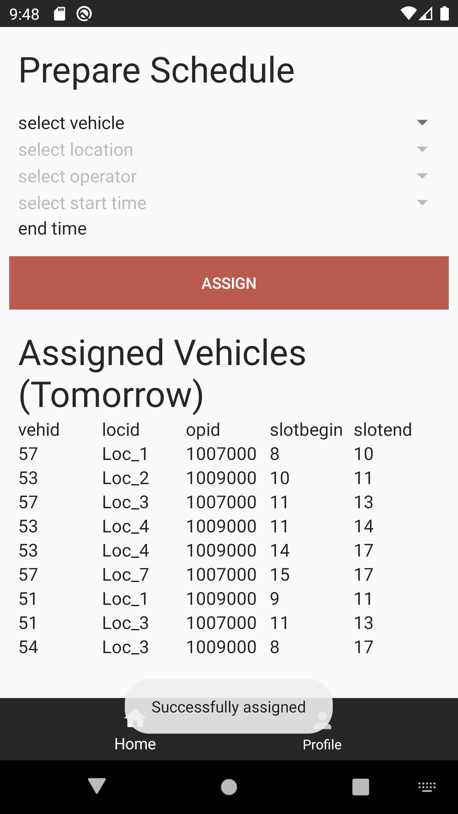 9:48
Prepare Schedule
select vehicle
select location
select operator
select start time
end time
ASSIGN
Assigned Vehicles
(Tomorrow)
vehid locid opid slotbegin slotend
57 Loc_1 1007000 8 10
53 Loc_2 1009000 10 11
57 Loc_3 1007000 11 13
53 Loc_4 1009000 11 14
53 Loc_4 1009000 14 17
57 Loc_7 1007000 15 17
51 Loc_1 1009000 9 11
51 Loc_3 1007000 11 13
54 Loc_3 1009000 8 17
Successfully assigned
Home Profile